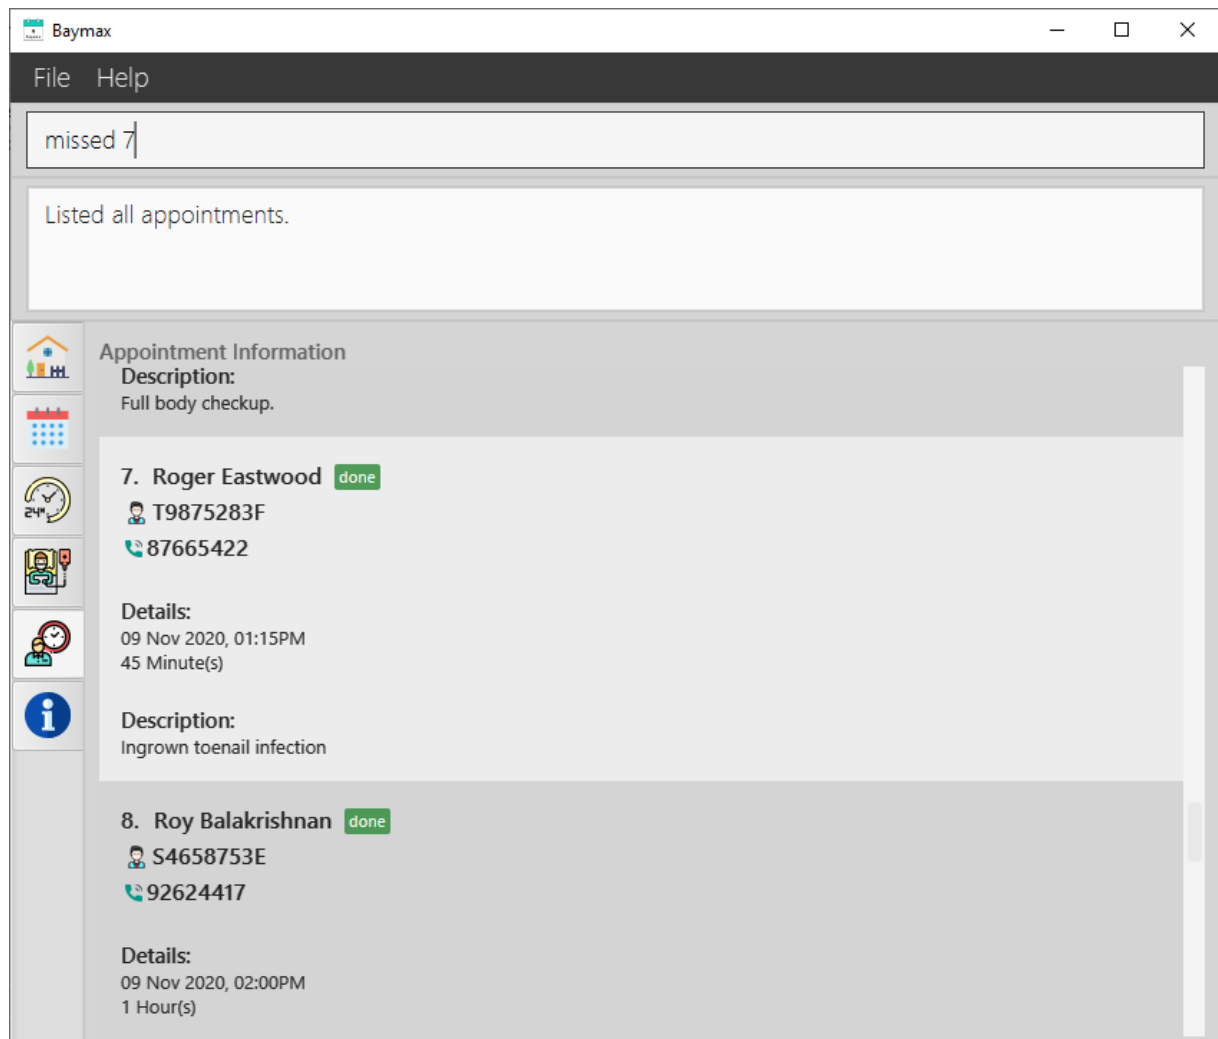 Baymax
File Help
missed 7
Listed all appointments.
Appointment Information
Description:
Full body checkup.
7. Roger Eastwood done
T9875283F
87665422
Details:
09 Nov 2020, 01:15PM
45 Minute(s)
Description:
Ingrown toenail infection
8. Roy Balakrishnan done
S4658753E
92624417
Details:
09 Nov 2020, 02:00PM
1 Hour(s)
24H